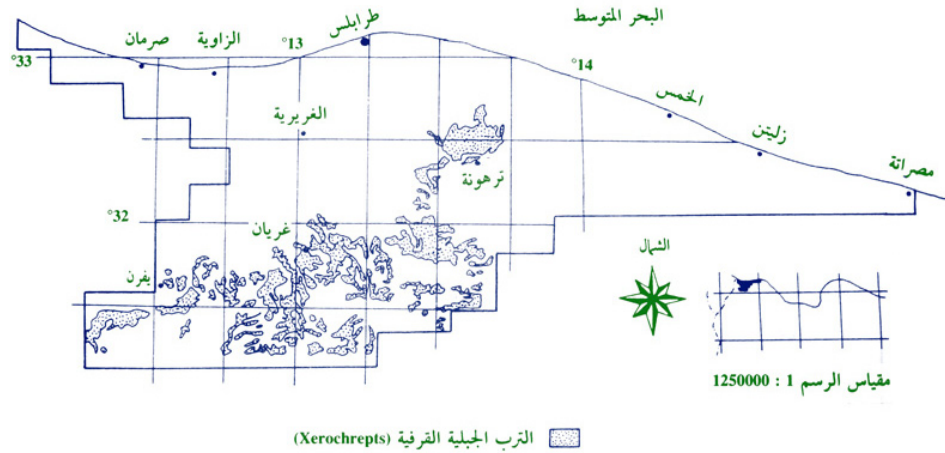 البحر المتوسط
طرابلس
°13
الزاوية
صرمان
°33
°14
الخمس
الغريرية
زليتن
ترهونة
مصراتة
°32
غريان
الشمال
يفرن
مقياس الرسم 1 : 1250000
الترب الجبلية القرفية (Xerochrepts)